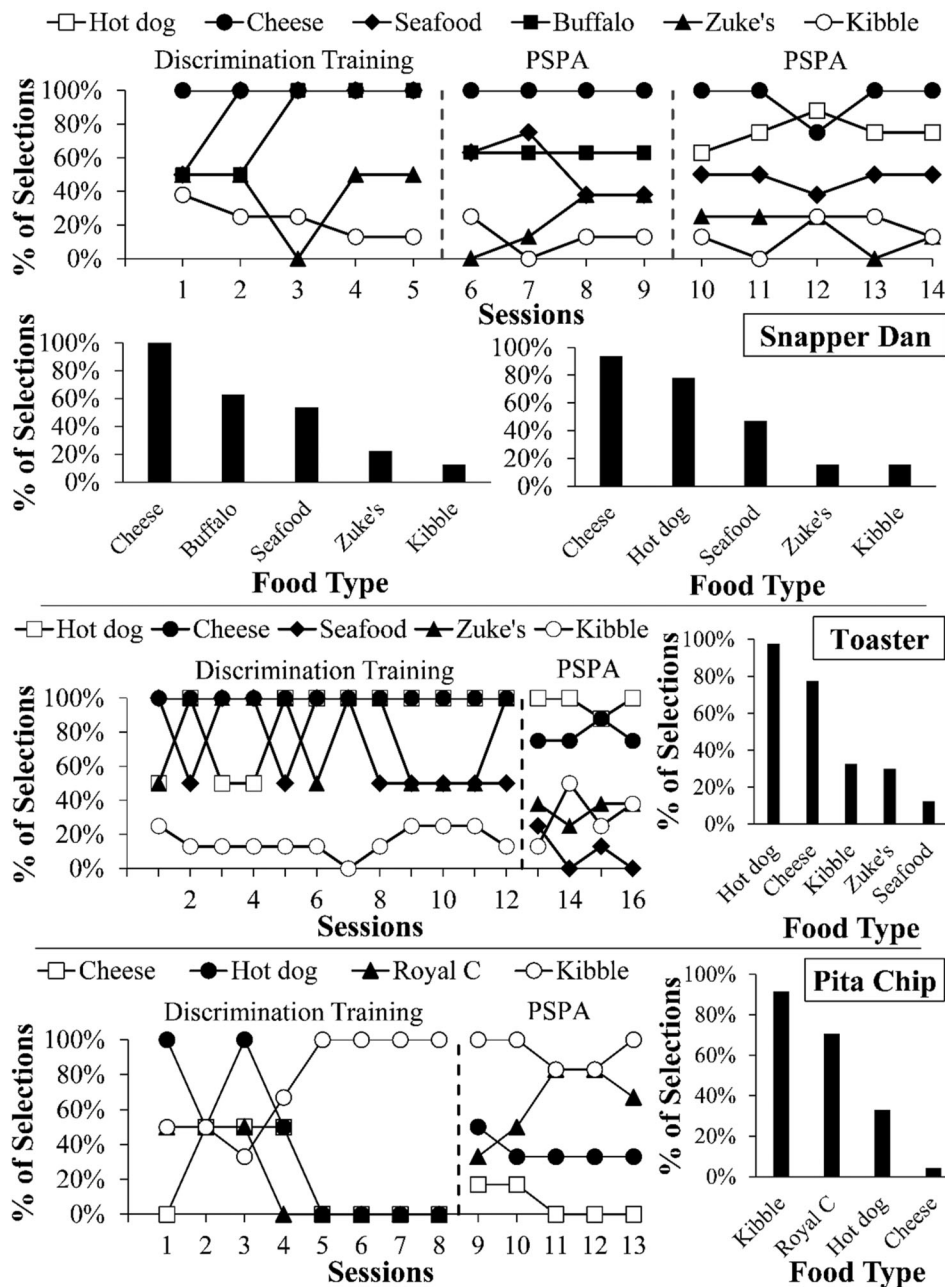 Hot dog Cheese Seafood Buffalo Zuke's Kibble
Discrimination Training PSPA PSPA
% of Selections
100%
80%
60%
40%
20%
0%
1 2 3 4 5 6 7 8 9 10 11 12 13 14
Sessions
Snapper Dan
% of Selections
100%
80%
60%
40%
20%
0%
Cheese Buffalo Seafood Zuke's Kibble
Food Type
100%
80%
60%
40%
20%
0%
Cheese Hot dog Seafood Zuke's Kibble
Food Type
Hot dog Cheese Seafood Zuke's Kibble
Discrimination Training PSPA
% of Selections
100%
80%
60%
40%
20%
0%
2 4 6 8 10 12 14 16
Sessions
Toaster
% of Selections
100%
80%
60%
40%
20%
0%
Hot dog Cheese Kibble Zuke's Seafood
Food Type
Cheese Hot dog Royal C Kibble
Discrimination Training PSPA
% of Selections
100%
80%
60%
40%
20%
0%
1 2 3 4 5 6 7 8 9 10 11 12 13
Sessions
Pita Chip
% of Selections
100%
80%
60%
40%
20%
0%
Kibble Royal C Hot dog Cheese
Food Type